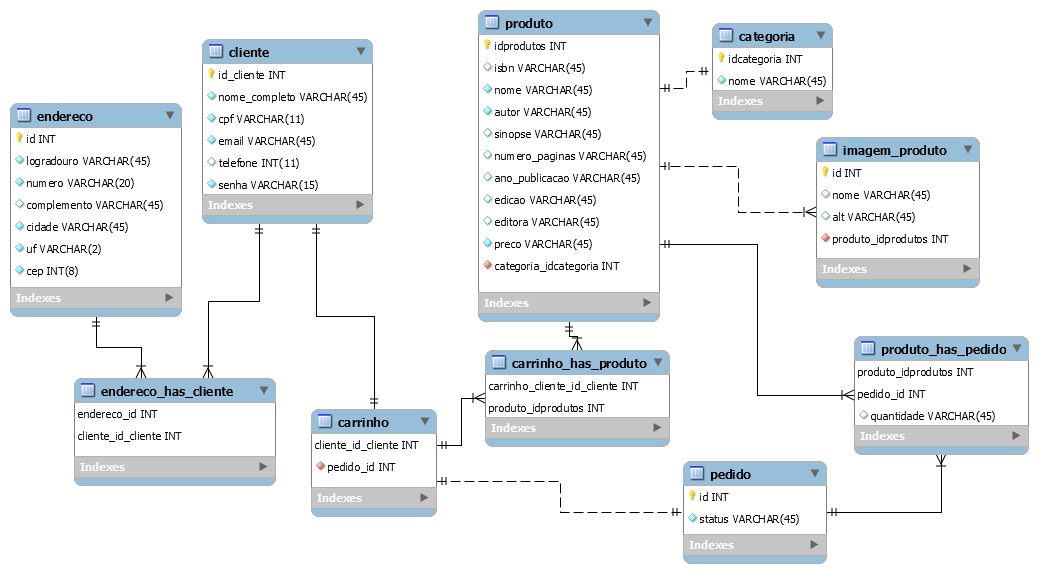 produto
idprodutos INT
isbn VARCHAR(45)
nome VARCHAR(45)
autor VARCHAR(45)
sinopse VARCHAR(45)
numero_paginas VARCHAR(45)
ano_publicacao VARCHAR(45)
edicao VARCHAR(45)
editora VARCHAR(45)
preco VARCHAR(45)
categoria_idcategoria INT
Indexes
categoria
idcategoria INT
nome VARCHAR(45)
Indexes
cliente
id_cliente INT
nome_completo VARCHAR(45)
cpf VARCHAR(11)
email VARCHAR(45)
telefone INT(11)
senha VARCHAR(15)
Indexes
endereco
id INT
logradouro VARCHAR(45)
numero VARCHAR(20)
complemento VARCHAR(45)
cidade VARCHAR(45)
uf VARCHAR(2)
cep INT(8)
Indexes
imagem_produto
id INT
nome VARCHAR(45)
alt VARCHAR(45)
produto_idprodutos INT
Indexes
endereco_has_cliente
endereco_id INT
cliente_id_cliente INT
Indexes
carrinho
cliente_id_cliente INT
pedido_id INT
Indexes
carrinho_has_produto
carrinho_cliente_id_cliente INT
produto_idprodutos INT
Indexes
produto_has_pedido
produto_idprodutos INT
pedido_id INT
quantidade VARCHAR(45)
Indexes
pedido
id INT
status VARCHAR(45)
Indexes